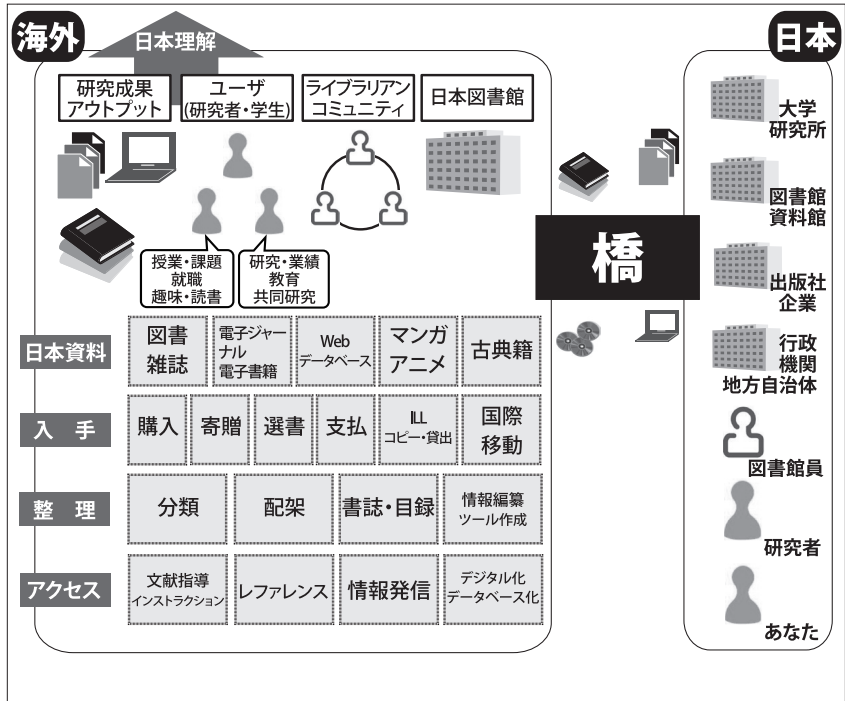 海外
日本理解
日本
研究成果
アウトプット
ユーザ
(研究者・学生)
ライブラリアン
コミュニティ
日本図書館
授業・課題
就職
趣味・読書
研究・業績
教育
共同研究
橋
大学
研究所
図書館
資料館
出版社
企業
行政
機関
地方自治体
図書館員
研究者
あなた
日本資料
図書
雑誌
電子ジャー
ナル
電子書籍
Web
データベース
マンガ
アニメ
古典籍
入 手
購入
寄贈
選書
支払
ILL
コピー・貸出
国際
移動
整 理
分類
配架
書誌・目録
情報編纂
ツール作成
アクセス
文献指導
インストラクション
レファレンス
情報発信
デジタル化
データベース化